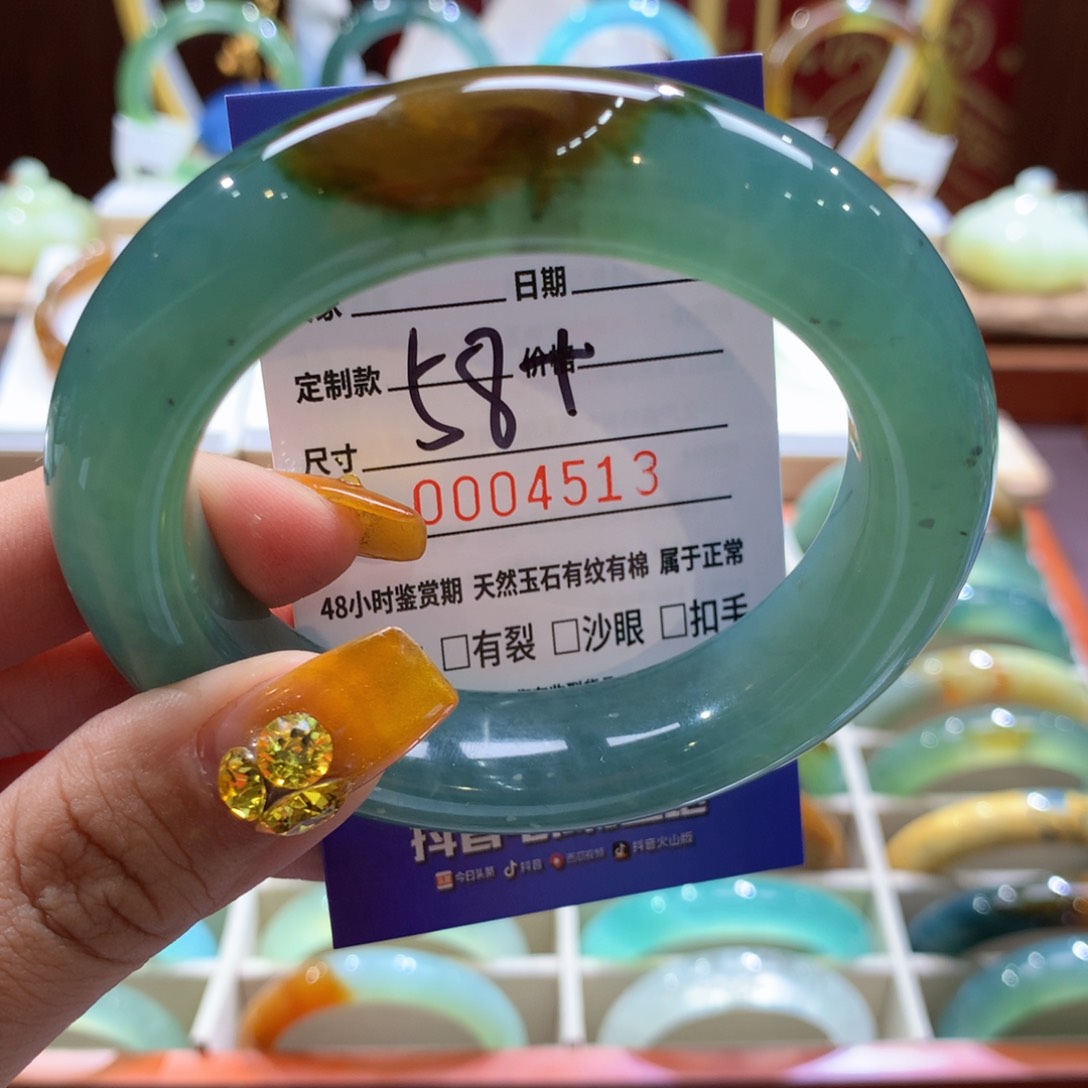 日期
定制款 58+ 价格
尺寸
0004513
48小时鉴赏期 天然玉石有纹有棉 属于正常
□有裂 □沙眼 □扣手
抖音
今日头条 抖音 西瓜视频 抖音火山版